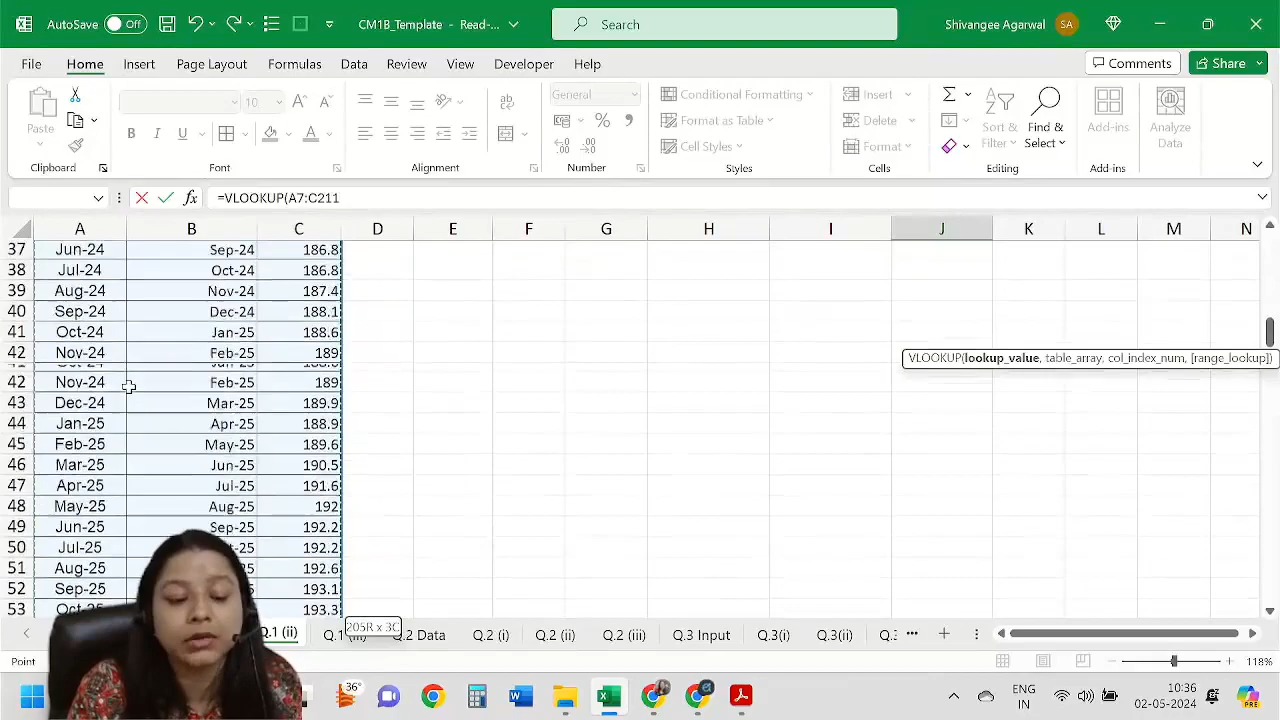 AutoSave Off CM1B_Template - Read-... Search Shivangee Agarwal SA
File Home Insert Page Layout Formulas Data Review View Developer Help Comments Share
Paste 10 General Conditional Formatting Format as Table Cell Styles Insert Delete Format Sort & Filter Find & Select Add-ins Analyze Data
Clipboard Font Alignment Number Styles Cells Editing Add-ins
=VLOOKUP(A7:C211
A B C D E F G H I J K L M N
37 Jun-24 Sep-24 186.8
38 Jul-24 Oct-24 186.8
39 Aug-24 Nov-24 187.4
40 Sep-24 Dec-24 188.1
41 Oct-24 Jan-25 188.6
42 Nov-24 Feb-25 189
VLOOKUP(lookup_value, table_array, col_index_num, [range_lookup])
42 Nov-24 Feb-25 189
43 Dec-24 Mar-25 189.9
44 Jan-25 Apr-25 188.9
45 Feb-25 May-25 189.6
46 Mar-25 Jun-25 190.5
47 Apr-25 Jul-25 191.6
48 May-25 Aug-25 192
49 Jun-25 Sep-25 192.2
50 Jul-25 192.2
51 Aug-25 192.6
52 Sep-25 193.1
53 193.3
205R x 3C
Q.1 (ii) Q.2 Data Q.2 (i) Q.2 (ii) Q.2 (iii) Q.3 Input Q.3(i) Q.3(ii)
Point 118%
36° ENG IN 10:36 02-05-2024